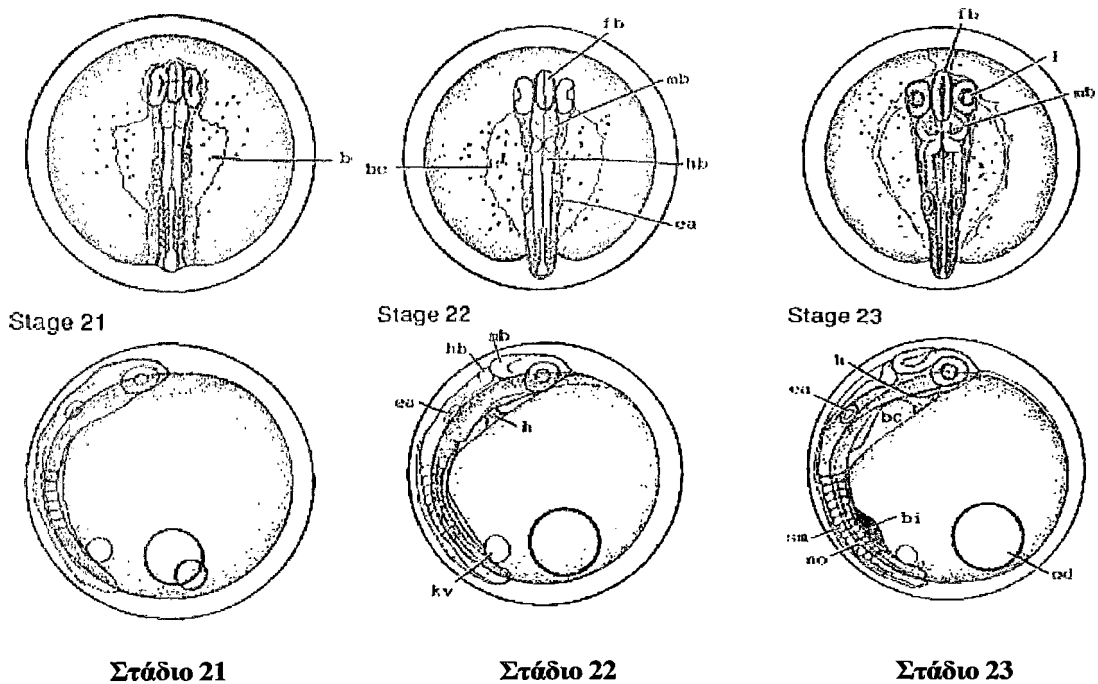 fb
mb
bc
hb
ea
fb
l
mb
Stage 21
Stage 22
Stage 23
hb
mb
ea
h
kv
h
ea
bc
sm
bi
no
od
Στάδιο 21
Στάδιο 22
Στάδιο 23